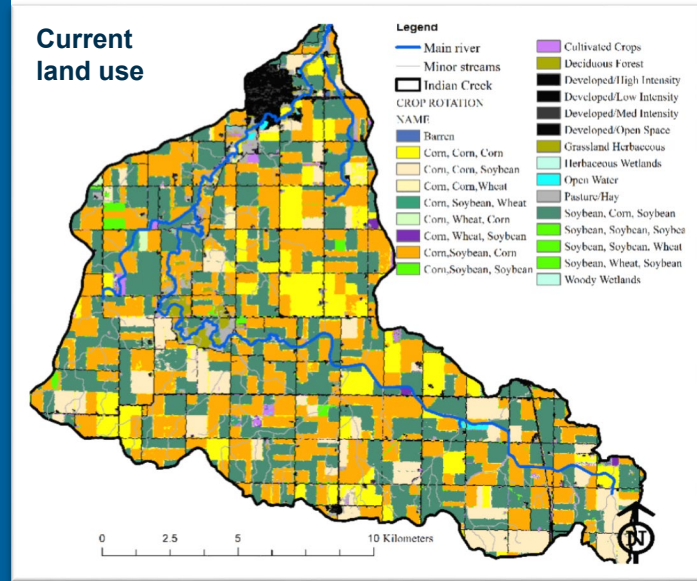 Current
land use
Legend
Main river
Minor streams
Indian Creek
CROP ROTATION
NAME
Barren
Corn, Corn, Corn
Corn, Corn, Soybean
Corn, Corn,Wheat
Corn, Soybean, Wheat
Corn, Wheat, Corn
Corn, Wheat, Soybean
Corn,Soybean, Corn
Corn,Soybean, Soybean
Cultivated Crops
Deciduous Forest
Developed/High Intensity
Developed/Low Intensity
Developed/Med Intensity
Developed/Open Space
Grassland Herbaceous
Herbaceous Wetlands
Open Water
Pasture/Hay
Soybean, Corn, Soybean
Soybean, Soybean, Soybea
Soybean, Soybean, Wheat
Soybean, Wheat, Soybean
Woody Wetlands
0 2.5 5 10 Kilometers
N